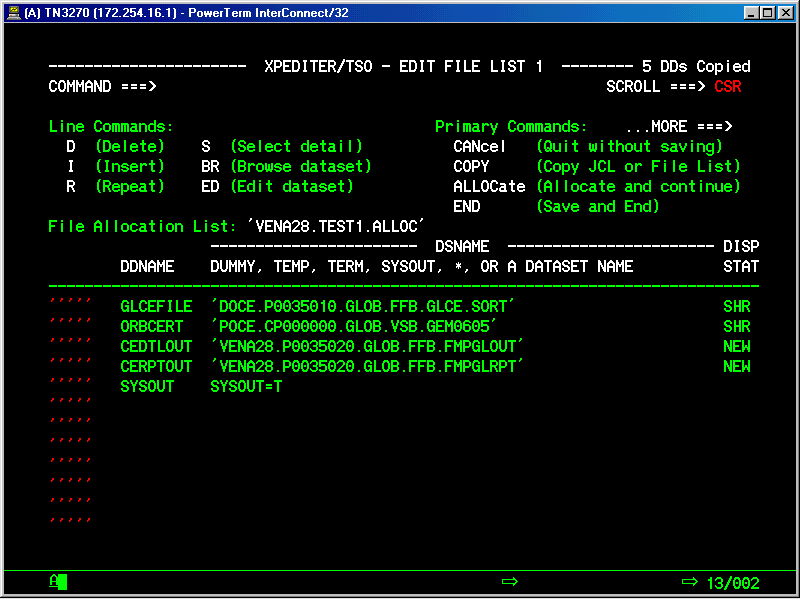 (A) TN3270 (172.254.16.1) - PowerTerm InterConnect/32
---------------------- XPEDITER/TSO - EDIT FILE LIST 1 -------- 5 DDs Copied
COMMAND ===> SCROLL ===> CSR
Line Commands: Primary Commands: ...MORE ===>
D (Delete) S (Select detail) CANcel (Quit without saving)
I (Insert) BR (Browse dataset) COPY (Copy JCL or File List)
R (Repeat) ED (Edit dataset) ALLOCate (Allocate and continue)
END (Save and End)
File Allocation List: 'VENA28.TEST1.ALLOC'
----------------------- DSNAME ----------------------- DISP
DDNAME DUMMY, TEMP, TERM, SYSOUT, *, OR A DATASET NAME STAT
-------------------------------------------------------------------------------
''''' GLCEFILE 'DOCE.P0035010.GLOB.FFB.GLCE.SORT' SHR
''''' ORBCERT 'POCE.CP000000.GLOB.VSB.GEM0605' SHR
''''' CEDTLOUT 'VENA28.P0035020.GLOB.FFB.FMPGLOUT' NEW
''''' CERPTOUT 'VENA28.P0035020.GLOB.FFB.FMPGLRPT' NEW
''''' SYSOUT SYSOUT=T
'''''
'''''
'''''
'''''
'''''
'''''
'''''
A ⇨ ⇨ 13/002